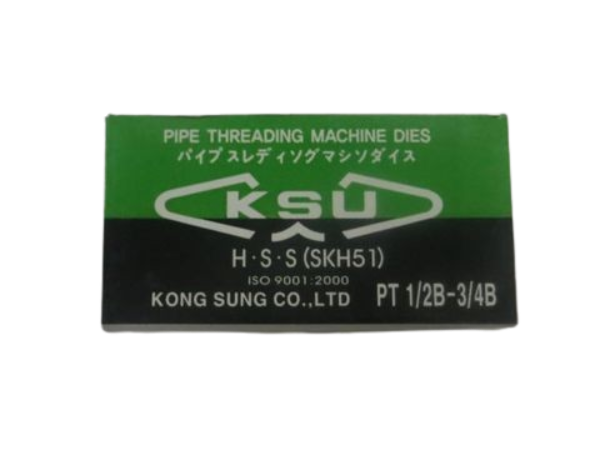 PIPE THREADING MACHINE DIES
パイプスレディソグマシソダイス
KSU
H·S·S (SKH51)
ISO 9001:2000
KONG SUNG CO.,LTD PT 1/2B-3/4B